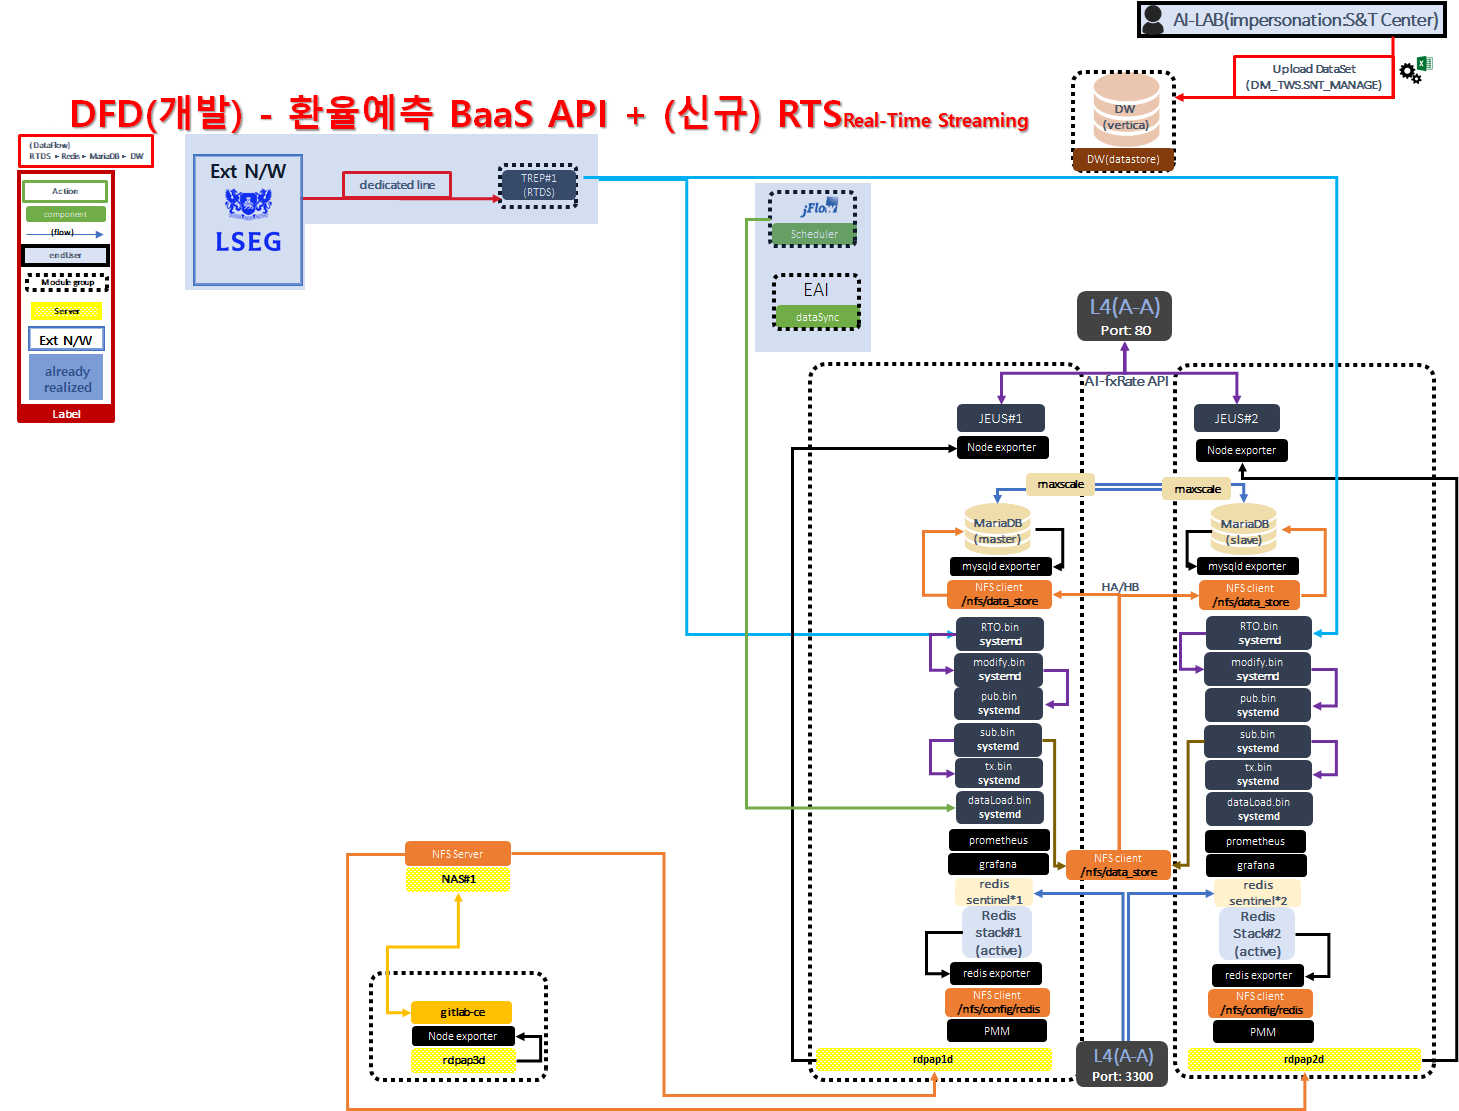 AI-LAB(impersonation:S&T Center)
Upload DataSet
(DM_TWS.SNT_MANAGE)
DW
(vertica)
DW(datastore)
DFD(개발) - 환율예측 BaaS API + (신규) RTS Real-Time Streaming
(DataFlow)
RTDS ► Redis ► MariaDB ► DW
Action
component
(flow)
endUser
Module group
Server
Ext N/W
already
realized
Label
Ext N/W
LSEG
dedicated line
TREP#1
(RTDS)
jFlow
Scheduler
EAI
dataSync
L4(A-A)
Port: 80
AI-fxRate API
JEUS#1
Node exporter
maxscale
MariaDB
(master)
mysqld exporter
NFS client
/nfs/data_store
RTO.bin
systemd
modify.bin
systemd
pub.bin
systemd
sub.bin
systemd
tx.bin
systemd
dataLoad.bin
systemd
prometheus
grafana
redis
sentinel*1
Redis
stack#1
(active)
redis exporter
NFS client
/nfs/config/redis
PMM
rdpap1d
HA/HB
NFS client
/nfs/data_store
L4(A-A)
Port: 3300
JEUS#2
Node exporter
maxscale
MariaDB
(slave)
mysqld exporter
NFS client
/nfs/data_store
RTO.bin
systemd
modify.bin
systemd
pub.bin
systemd
sub.bin
systemd
tx.bin
systemd
dataLoad.bin
systemd
prometheus
grafana
redis
sentinel*2
Redis
Stack#2
(active)
redis exporter
NFS client
/nfs/config/redis
PMM
rdpap2d
NFS Server
NAS#1
gitlab-ce
Node exporter
rdpap3d